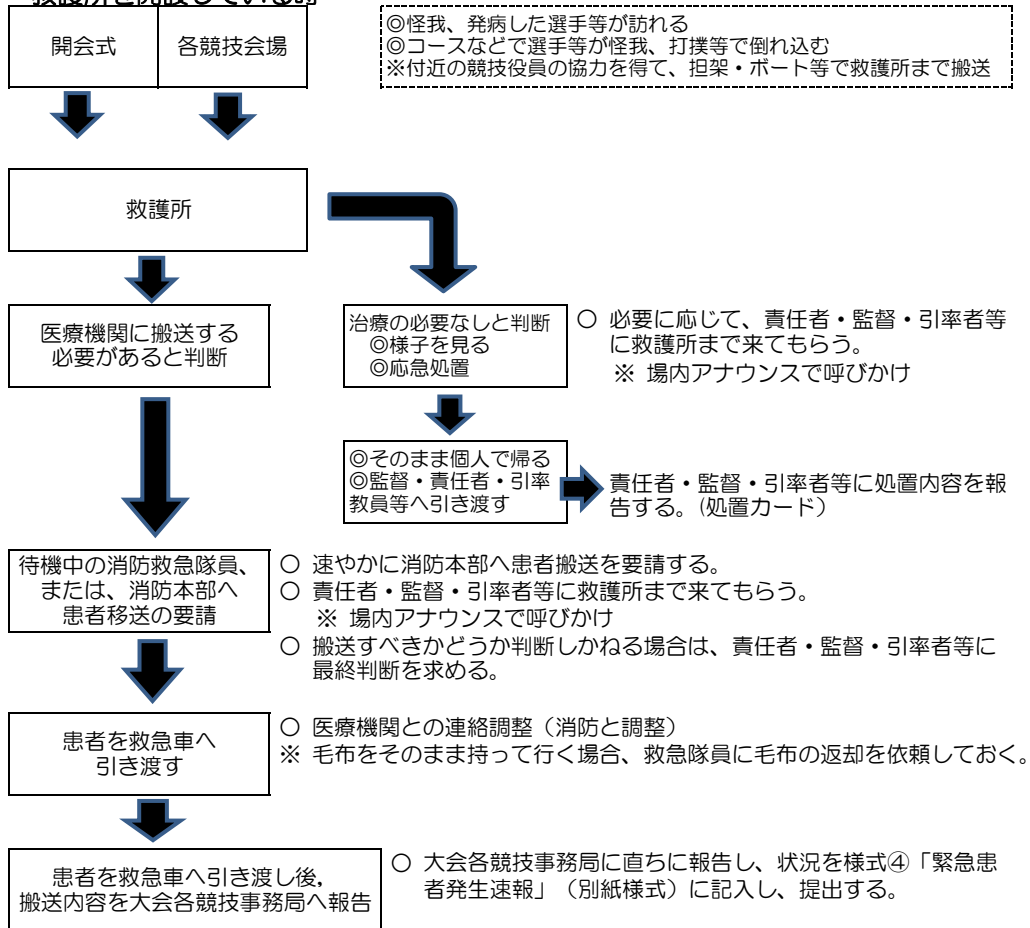 救護所を開設している時
開会式
各競技会場
◎怪我、発病した選手等が訪れる
◎コースなどで選手等が怪我、打撲等で倒れ込む
※付近の競技役員の協力を得て、担架・ボート等で救護所まで搬送
救護所
医療機関に搬送する
必要があると判断
治療の必要なしと判断
◎様子を見る
◎応急処置
〇 必要に応じて、責任者・監督・引率者等
に救護所まで来てもらう。
※ 場内アナウンスで呼びかけ
◎そのまま個人で帰る
◎監督・責任者・引率
教員等へ引き渡す
責任者・監督・引率者等に処置内容を報
告する。(処置カード）
待機中の消防救急隊員、
または、消防本部へ
患者移送の要請
〇 速やかに消防本部へ患者搬送を要請する。
〇 責任者・監督・引率者等に救護所まで来てもらう。
※ 場内アナウンスで呼びかけ
〇 搬送すべきかどうか判断しかねる場合は、責任者・監督・引率者等に
最終判断を求める。
患者を救急車へ
引き渡す
〇 医療機関との連絡調整（消防と調整）
※ 毛布をそのまま持って行く場合、救急隊員に毛布の返却を依頼しておく。
患者を救急車へ引き渡し後,
搬送内容を大会各競技事務局へ報告
〇 大会各競技事務局に直ちに報告し、状況を様式④「緊急患
者発生速報」（別紙様式）に記入し、提出する。